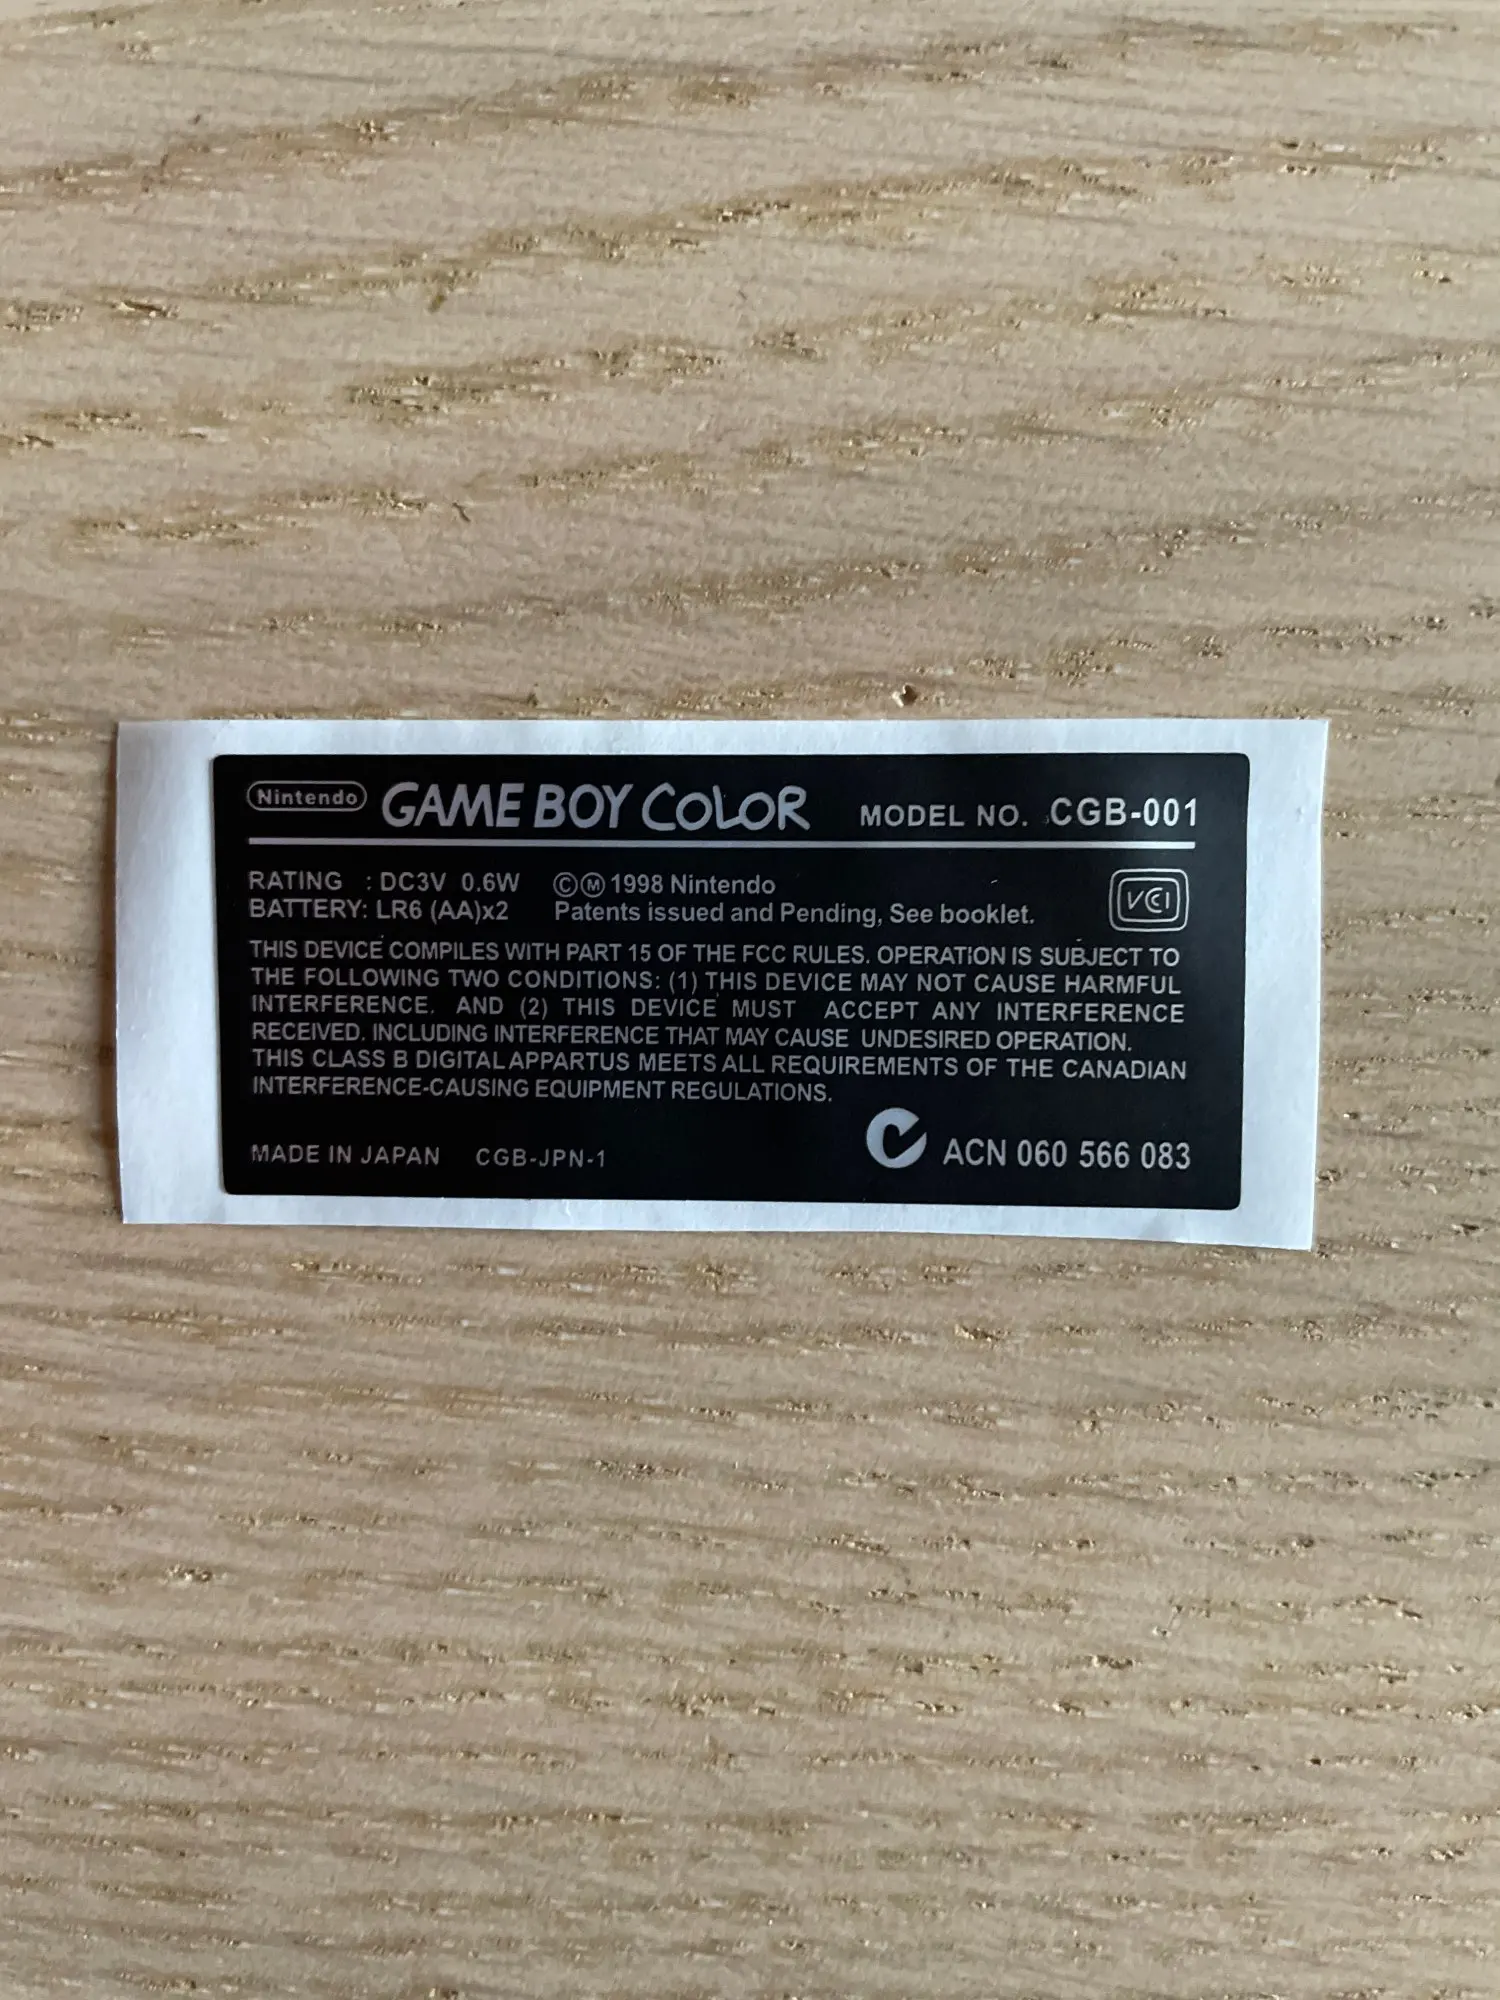 Nintendo GAME BOY COLOR MODEL NO. CGB-001
RATING : DC3V 0.6W ©Ⓜ 1998 Nintendo
BATTERY: LR6 (AA)x2 Patents issued and Pending, See booklet.
VCI
THIS DEVICE COMPILES WITH PART 15 OF THE FCC RULES. OPERATION IS SUBJECT TO
THE FOLLOWING TWO CONDITIONS: (1) THIS DEVICE MAY NOT CAUSE HARMFUL
INTERFERENCE. AND (2) THIS DEVICE MUST ACCEPT ANY INTERFERENCE
RECEIVED. INCLUDING INTERFERENCE THAT MAY CAUSE UNDESIRED OPERATION.
THIS CLASS B DIGITAL APPARTUS MEETS ALL REQUIREMENTS OF THE CANADIAN
INTERFERENCE-CAUSING EQUIPMENT REGULATIONS.
MADE IN JAPAN CGB-JPN-1 ACN 060 566 083